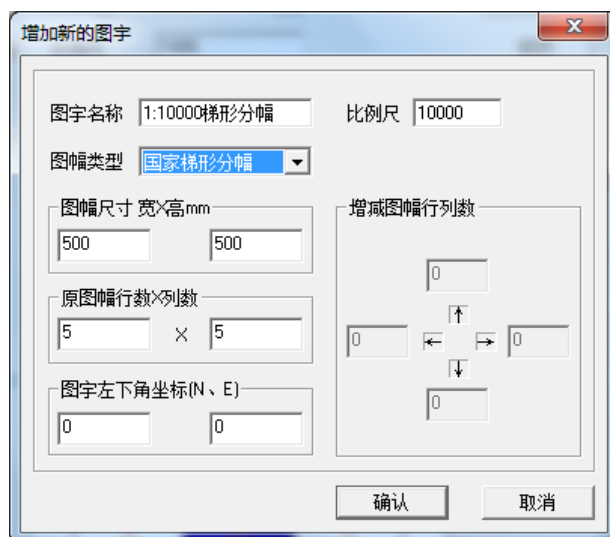 增加新的图宇
图宇名称 1:10000梯形分幅 比例尺 10000
图幅类型 国家梯形分幅
图幅尺寸 宽X高mm 增减图幅行列数
500 500
0
原图幅行数X列数
5 X 5
0 ↑ ← → ↓ 0
图宇左下角坐标(N、E)
0 0
0
确认 取消